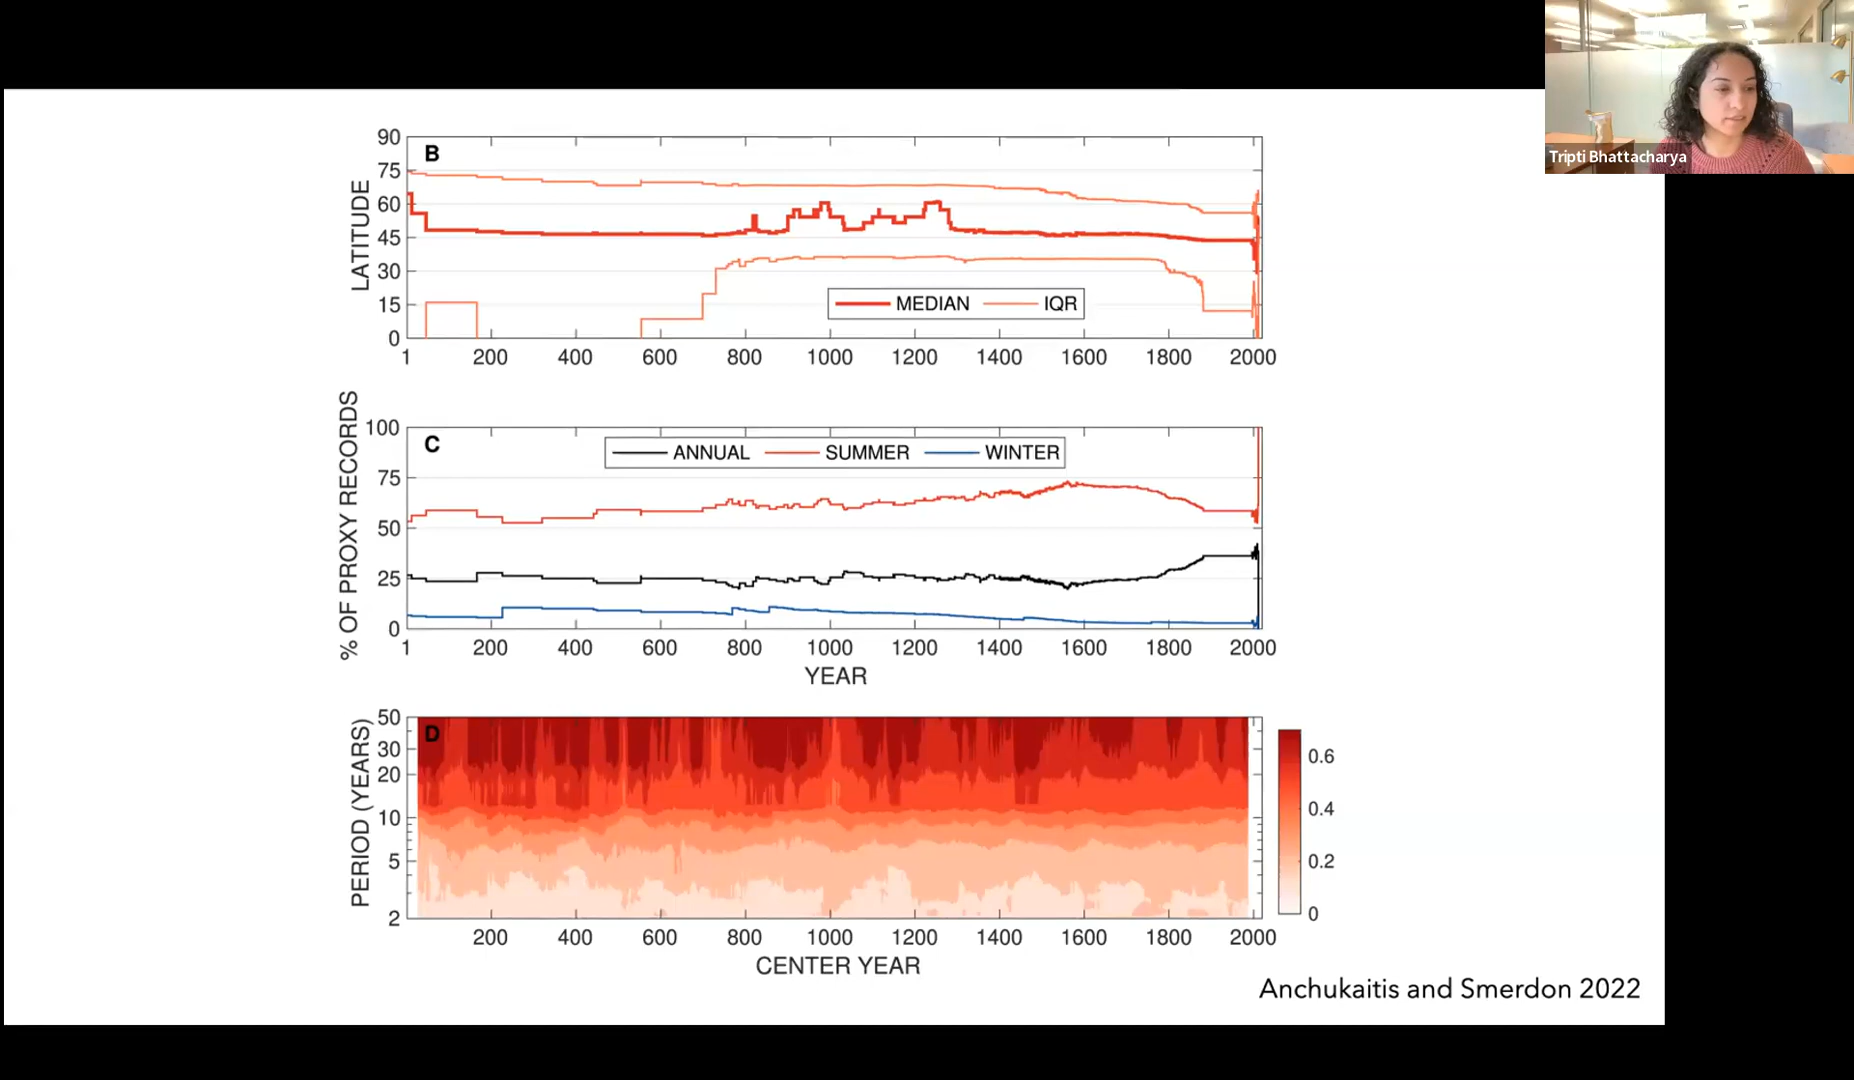 Tripti Bhattacharya
B
90
75
60
45
30
15
0
LATITUDE
MEDIAN IQR
1 200 400 600 800 1000 1200 1400 1600 1800 2000
C
100
75
50
25
0
% OF PROXY RECORDS
ANNUAL SUMMER WINTER
1 200 400 600 800 1000 1200 1400 1600 1800 2000
YEAR
D
50
30
20
10
5
2
PERIOD (YEARS)
0.6
0.4
0.2
0
200 400 600 800 1000 1200 1400 1600 1800 2000
CENTER YEAR
Anchukaitis and Smerdon 2022